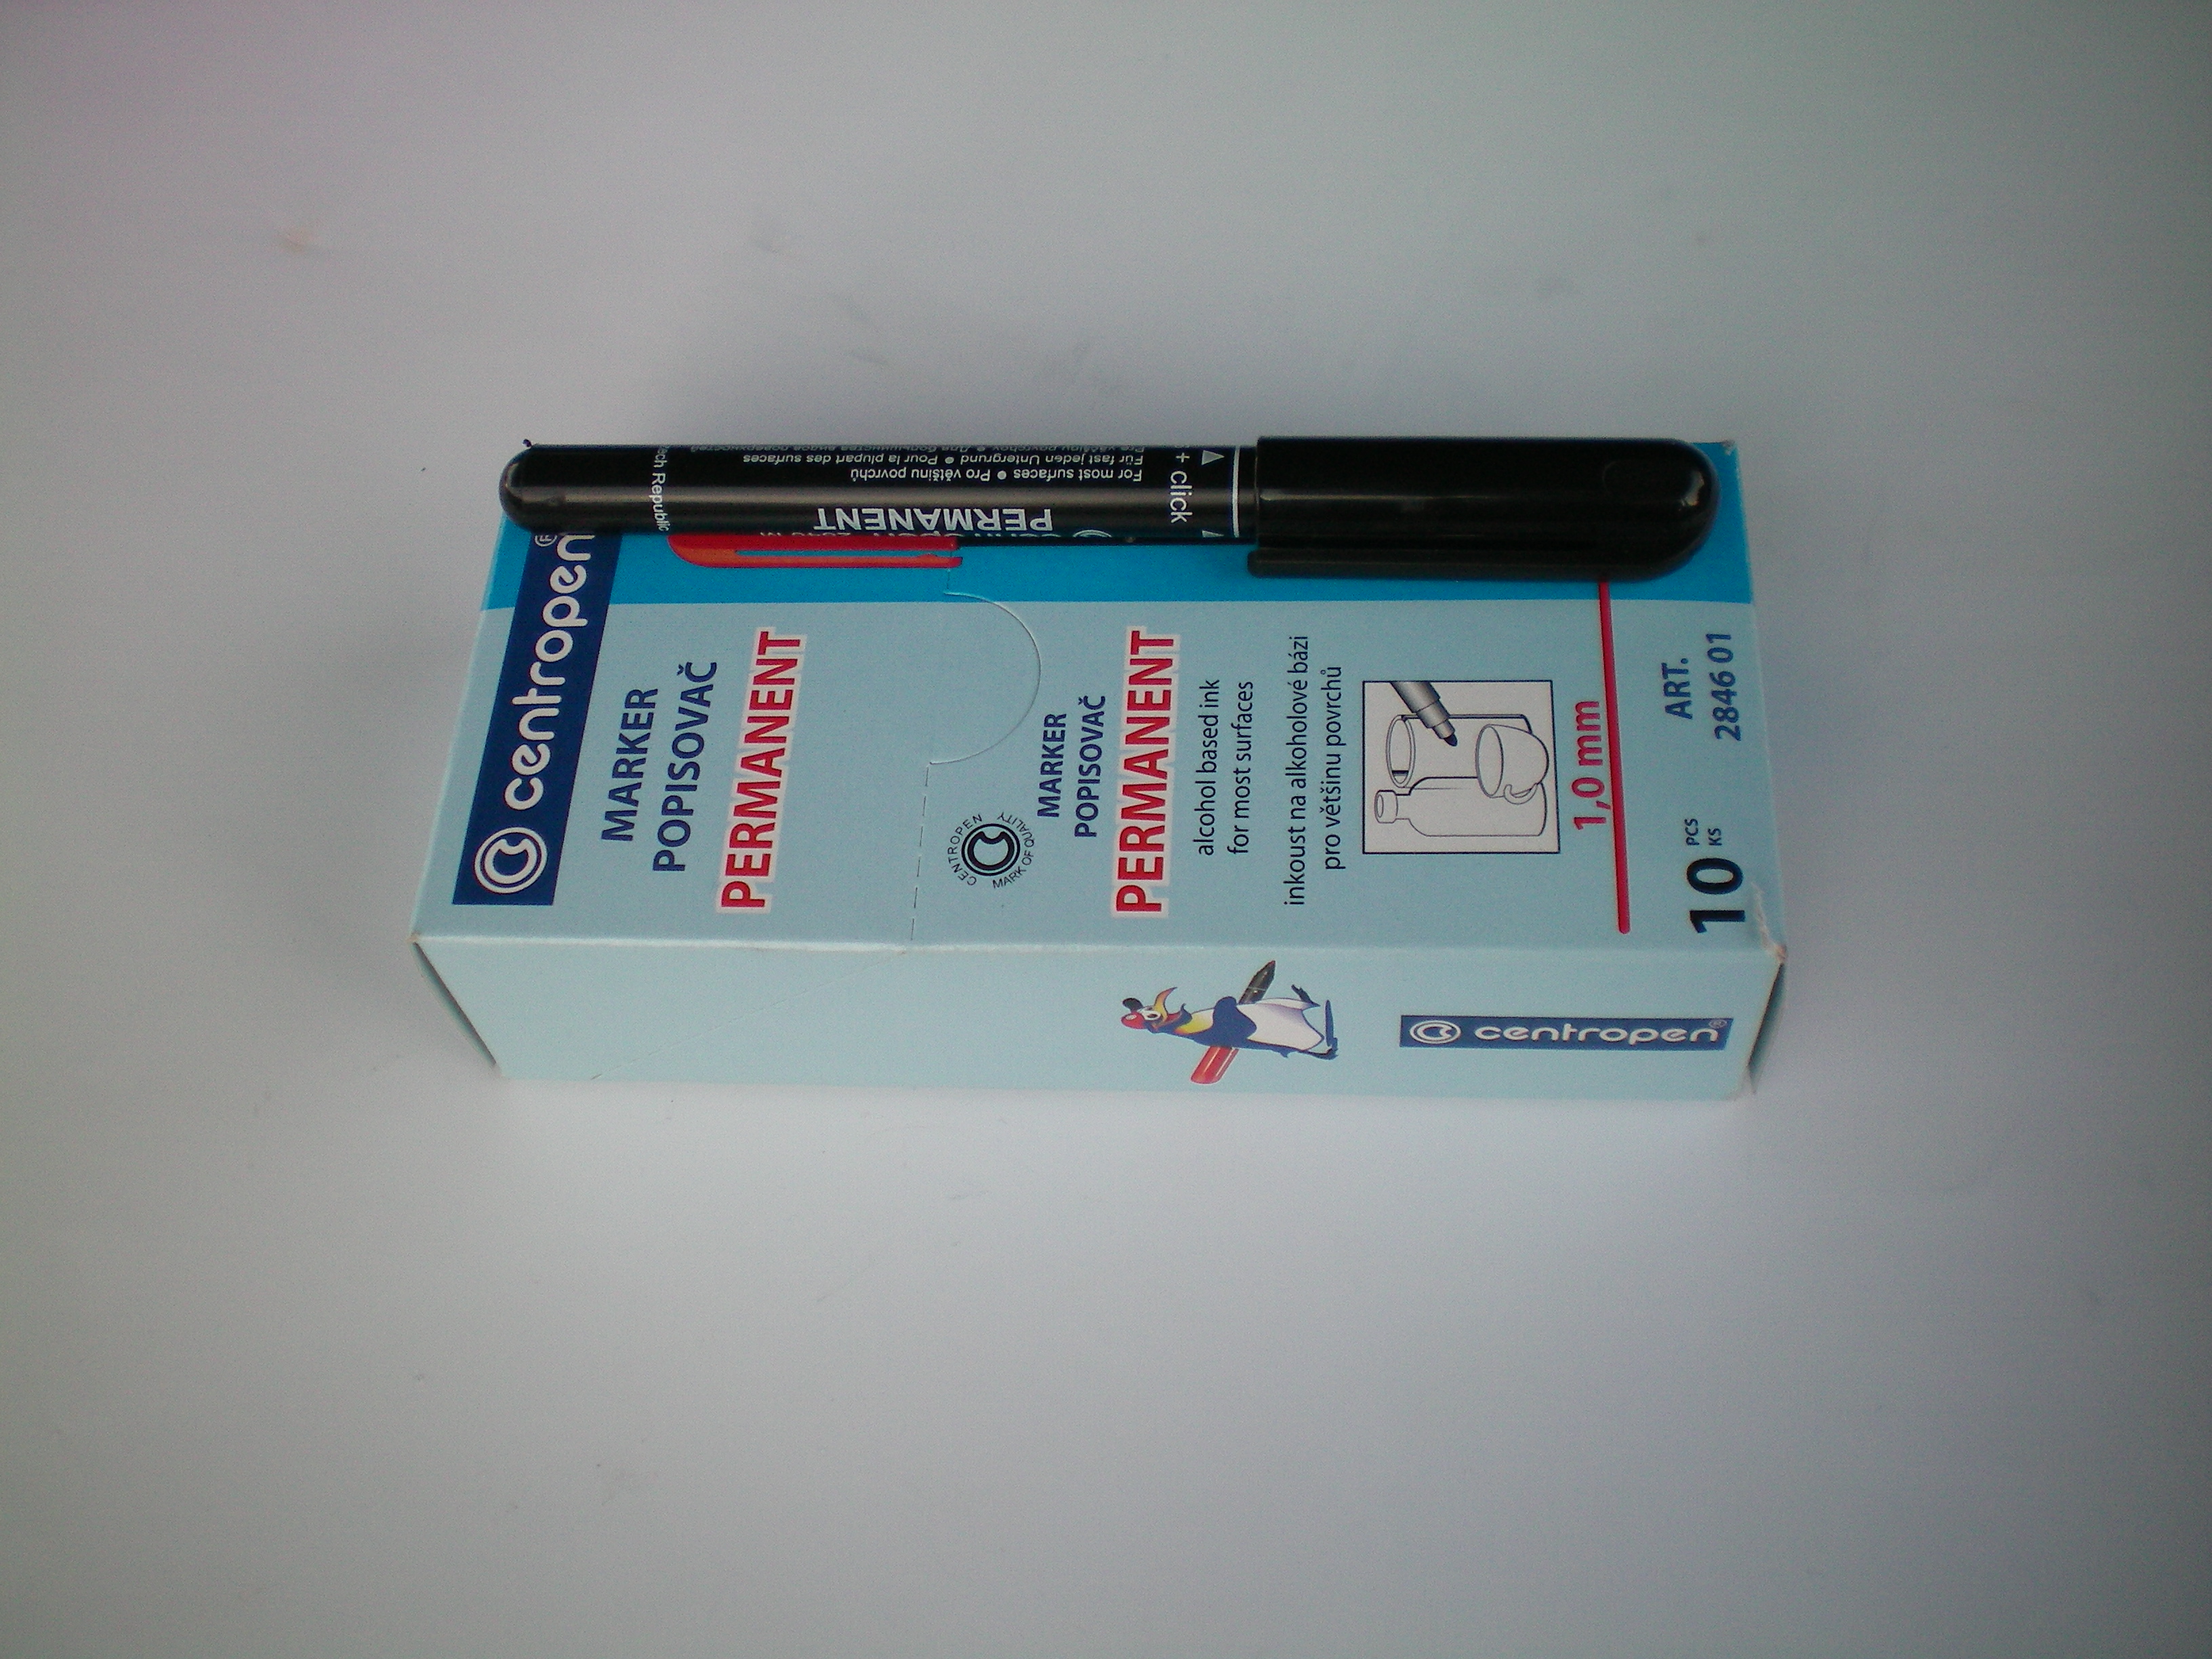 centropen®
MARKER
POPISOVAČ
PERMANENT
CENTROPEN
MARK OF QUALITY
MARKER
POPISOVAČ
PERMANENT
alcohol based ink
for most surfaces
inkoust na alkoholové bázi
pro většinu povrchů
1,0 mm
10 PCS
KS
ART.
2846 01
centropen®
PERMANENT
For most surfaces • Pro většinu povrchů
Für fast jeden Untergrund • Pour la plupart des surfaces
+ click
Republic